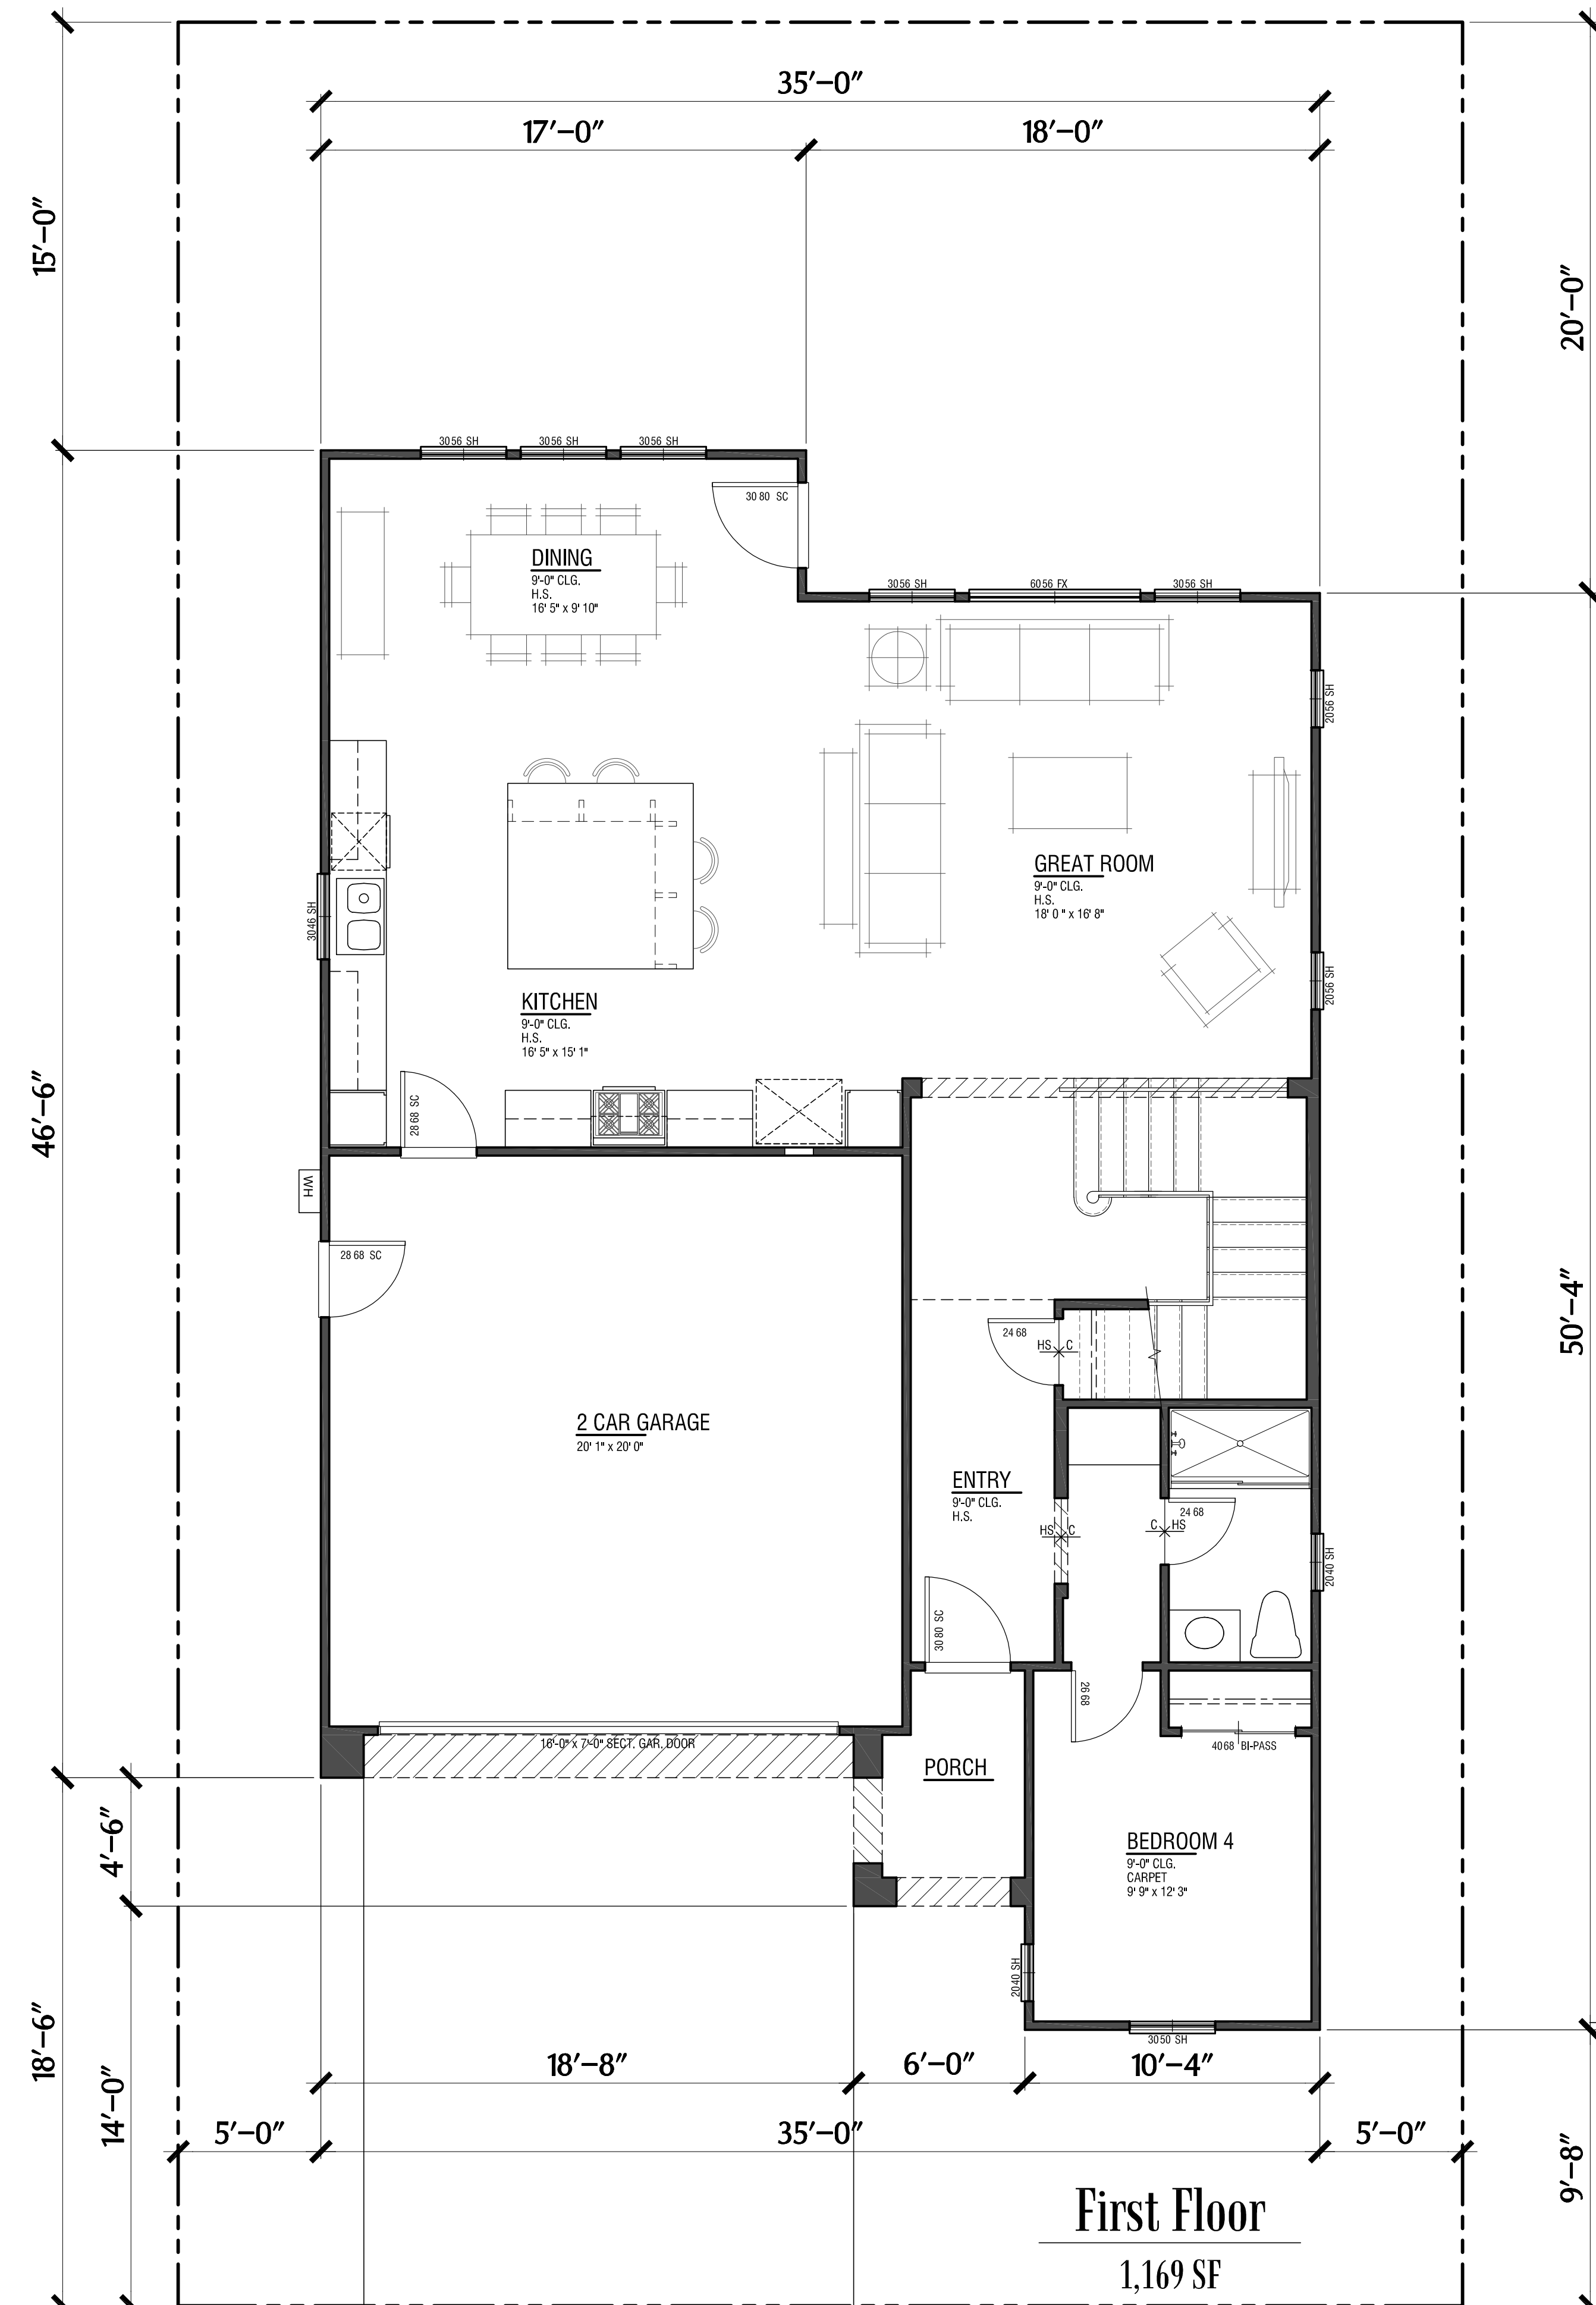 35'-0"
17'-0"
18'-0"
15'-0"
20'-0"
3056 SH
3056 SH
3056 SH
3080 SC
DINING
9'-0" CLG.
H.S.
16' 5" x 9' 10"
3056 SH
6056 FX
3056 SH
2056 SH
GREAT ROOM
9'-0" CLG.
H.S.
18' 0 " x 16' 8"
3046 SH
2056 SH
KITCHEN
9'-0" CLG.
H.S.
16' 5" x 15' 1"
46'-6"
2868 SC
WH
2868 SC
50'-4"
2468
HS C
2 CAR GARAGE
20' 1" x 20' 0"
ENTRY
9'-0" CLG.
H.S.
2468
HS C
C HS
2040 SH
3080 SC
2668
16'-0" x 7'-0" SECT. GAR. DOOR
4068 BI-PASS
PORCH
4'-6"
BEDROOM 4
9'-0" CLG.
CARPET
9' 9" x 12' 3"
2040 SH
3050 SH
18'-6"
14'-0"
18'-8"
6'-0"
10'-4"
5'-0"
35'-0"
5'-0"
9'-8"
First Floor
1,169 SF